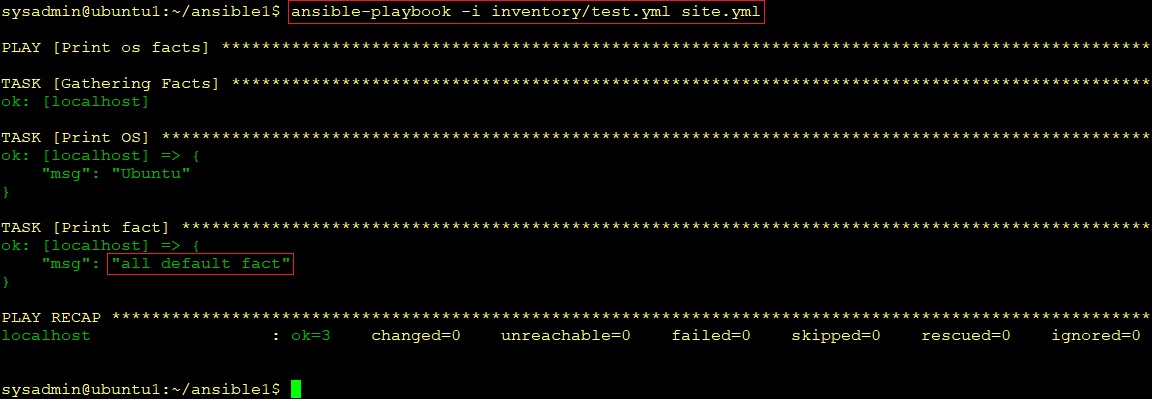 sysadmin@ubuntu1:~/ansible1$ ansible-playbook -i inventory/test.yml site.yml
PLAY [Print os facts] *********************************************************************************************
TASK [Gathering Facts] ********************************************************************************************
ok: [localhost]
TASK [Print OS] ***************************************************************************************************
ok: [localhost] => {
    "msg": "Ubuntu"
}
TASK [Print fact] *************************************************************************************************
ok: [localhost] => {
    "msg": "all default fact"
}
PLAY RECAP ********************************************************************************************************
localhost                  : ok=3    changed=0    unreachable=0    failed=0    skipped=0    rescued=0    ignored=0
sysadmin@ubuntu1:~/ansible1$